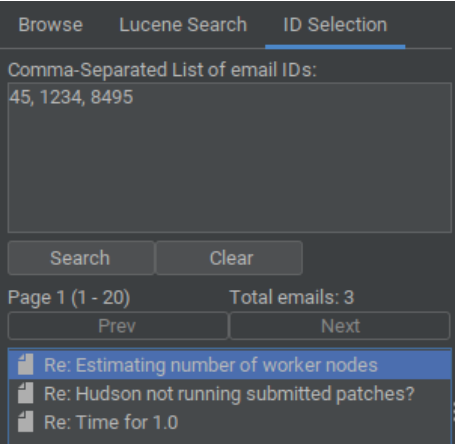 Browse Lucene Search ID Selection
Comma-Separated List of email IDs:
45, 1234, 8495
Search Clear
Page 1 (1 - 20) Total emails: 3
Prev Next
Re: Estimating number of worker nodes
Re: Hudson not running submitted patches?
Re: Time for 1.0